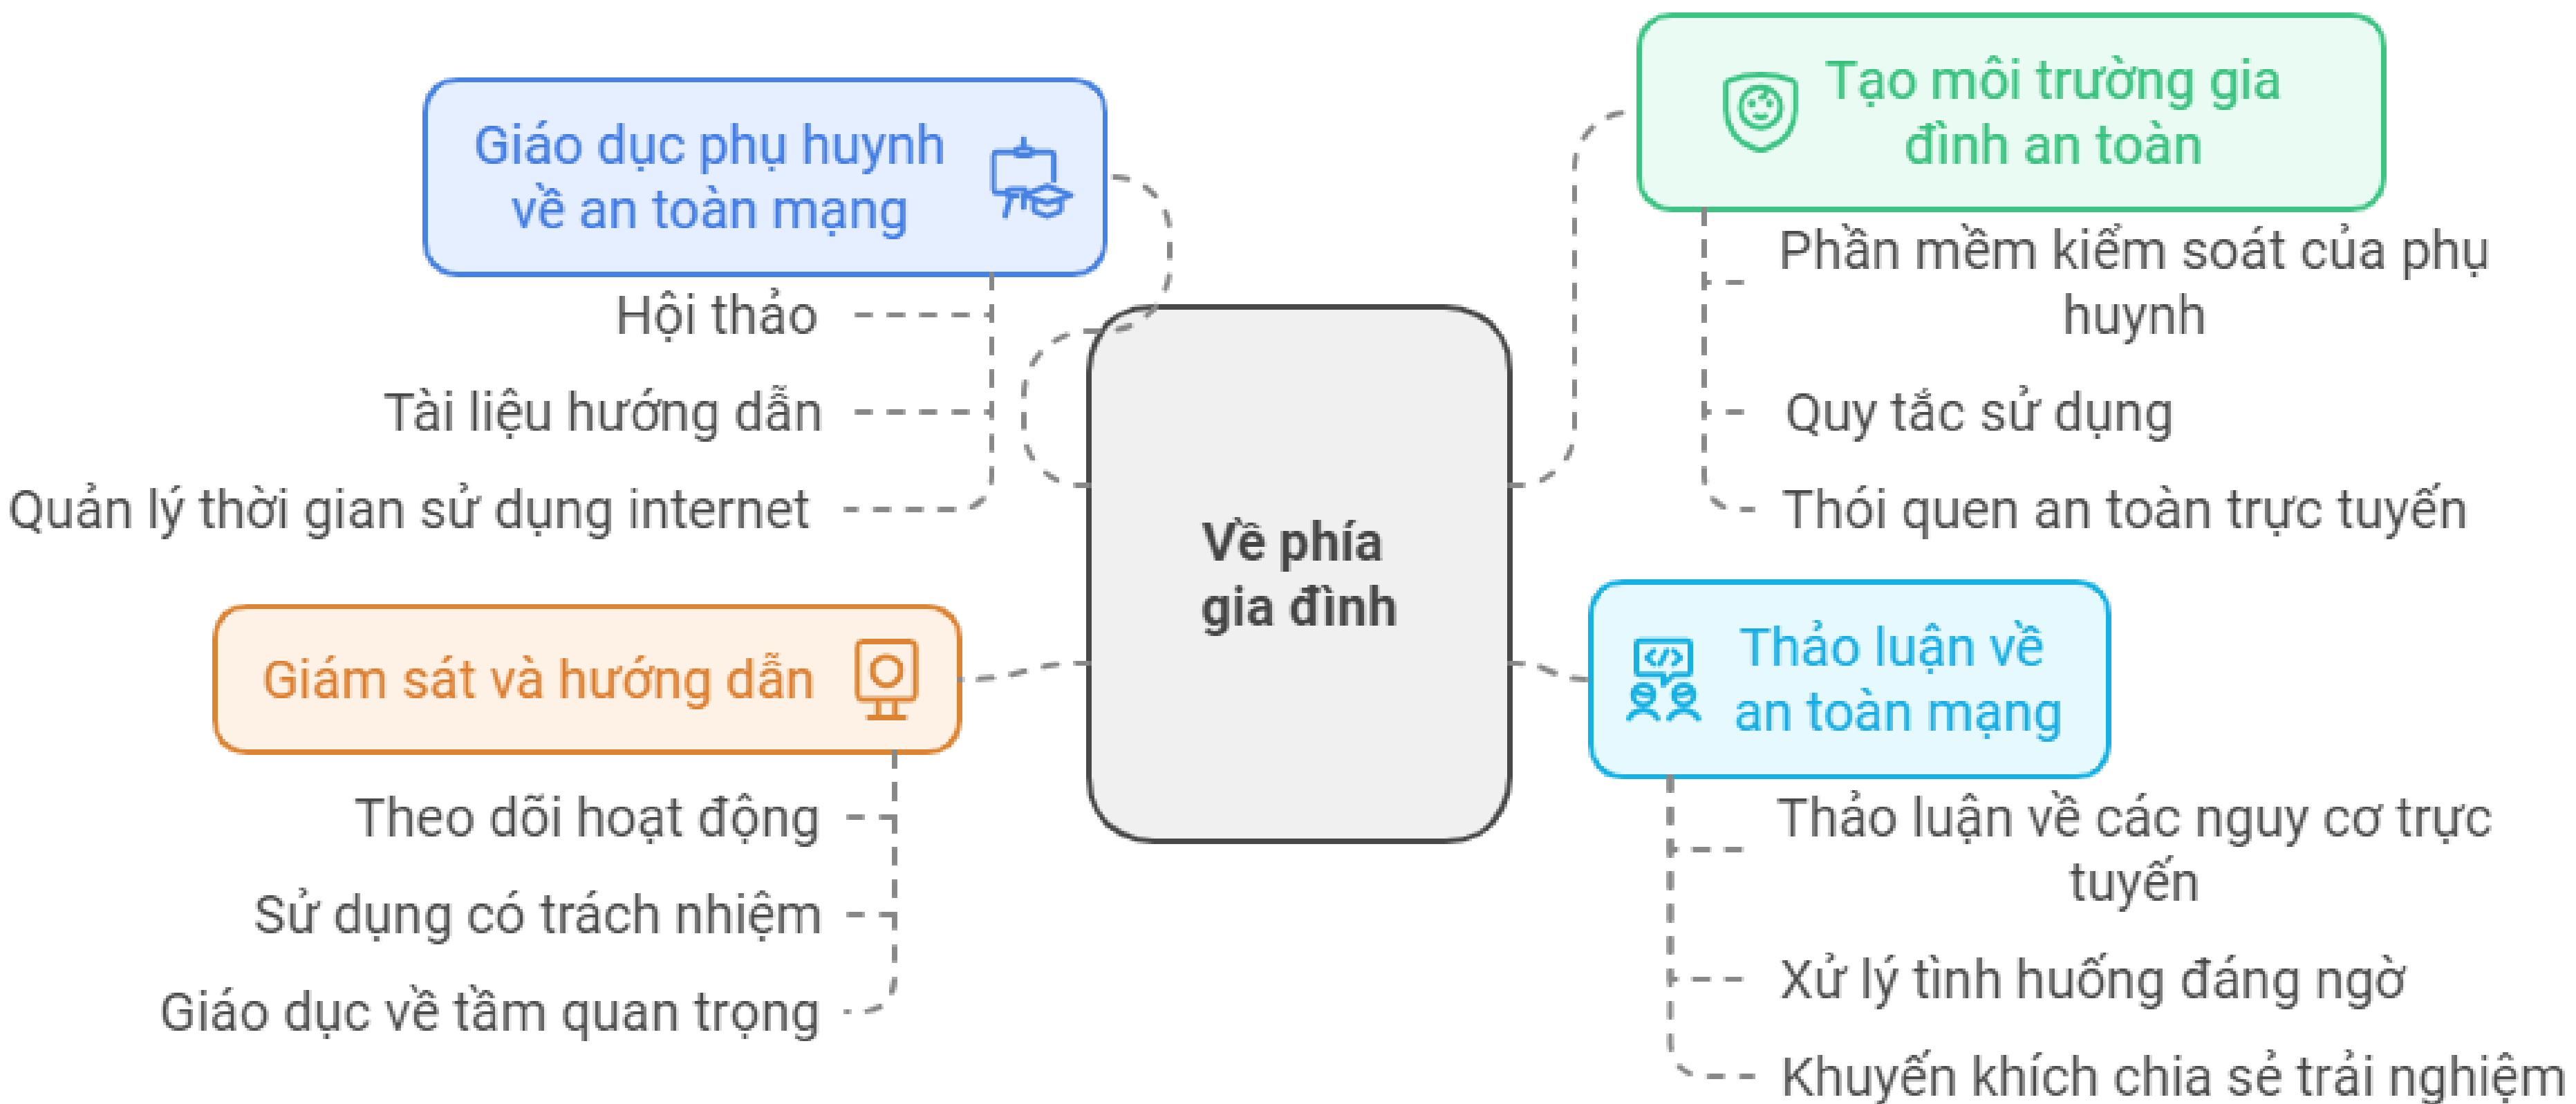 Giáo dục phụ huynh
về an toàn mạng
Hội thảo
Tài liệu hướng dẫn
Quản lý thời gian sử dụng internet
Giám sát và hướng dẫn
Theo dõi hoạt động
Sử dụng có trách nhiệm
Giáo dục về tầm quan trọng
Về phía
gia đình
Tạo môi trường gia
đình an toàn
Phần mềm kiểm soát của phụ
huynh
Quy tắc sử dụng
Thói quen an toàn trực tuyến
Thảo luận về
an toàn mạng
Thảo luận về các nguy cơ trực
tuyến
Xử lý tình huống đáng ngờ
Khuyến khích chia sẻ trải nghiệm